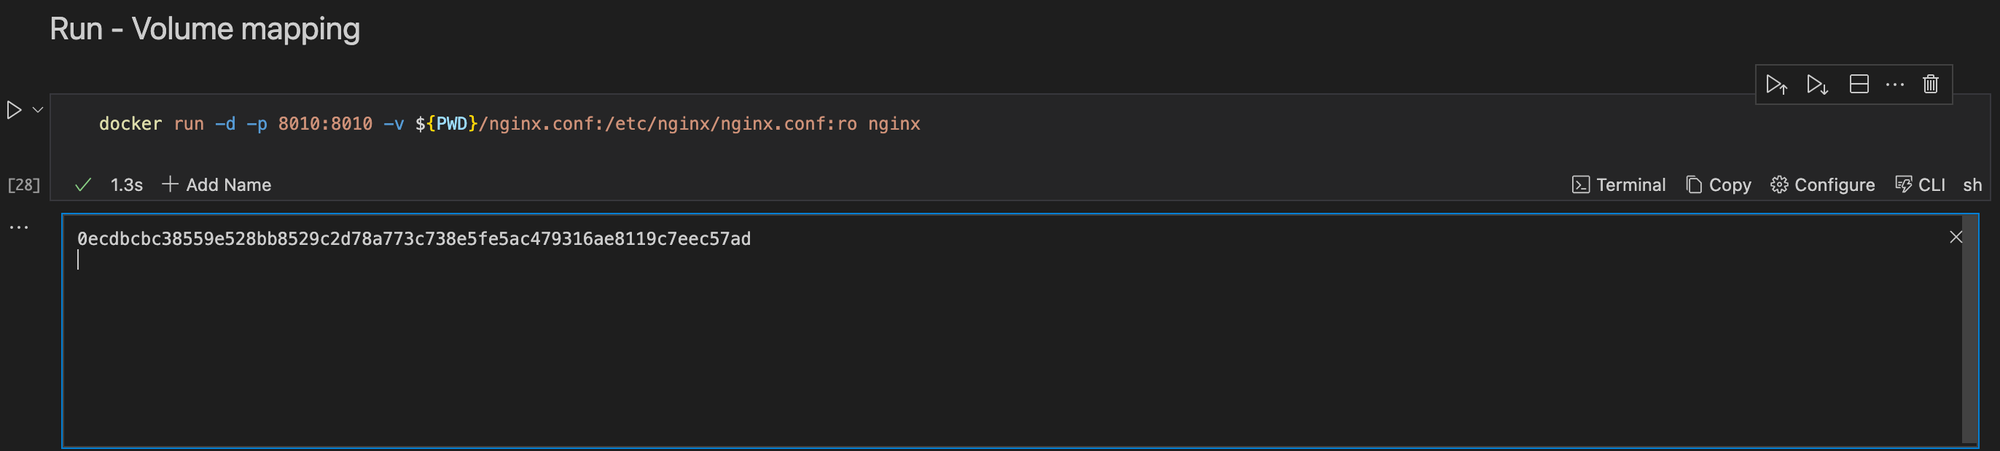 Run - Volume mapping
docker run -d -p 8010:8010 -v ${PWD}/nginx.conf:/etc/nginx/nginx.conf:ro nginx
[28] 1.3s Add Name Terminal Copy Configure CLI sh
0ecdbcbc38559e528bb8529c2d78a773c738e5fe5ac479316ae8119c7eec57ad